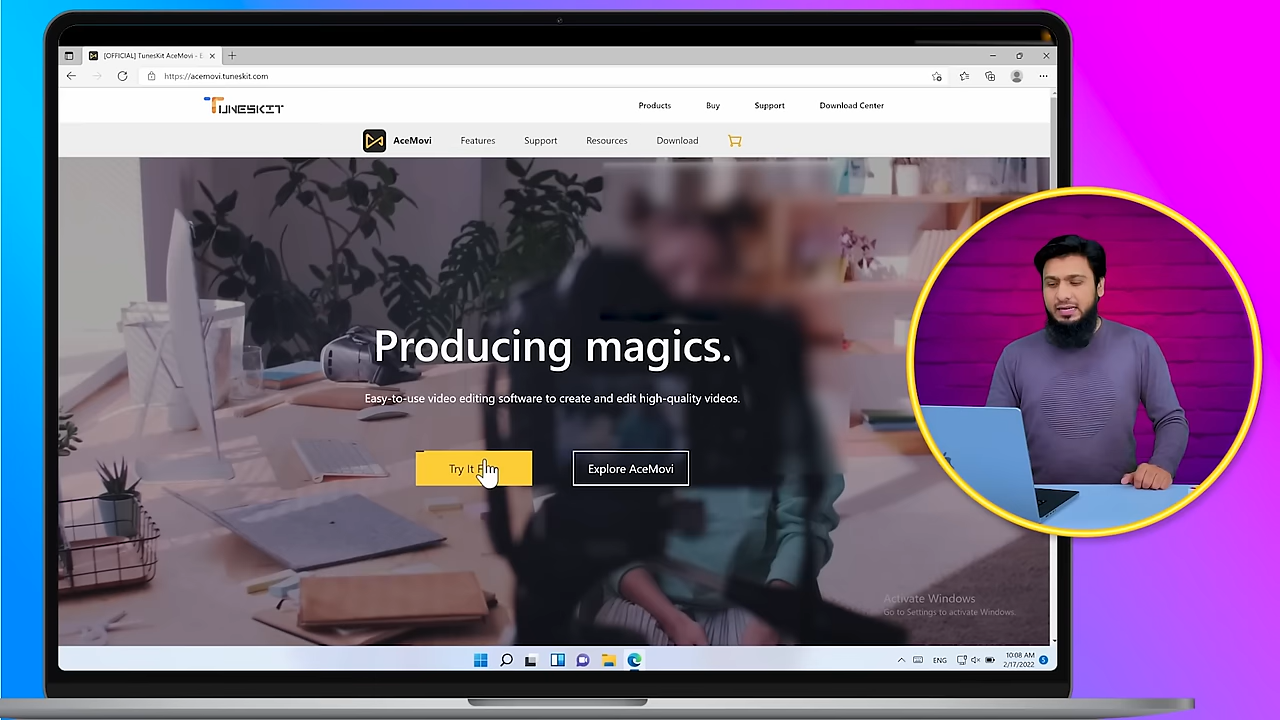 [OFFICIAL] TunesKit AceMovi - E
https://acemovi.tuneskit.com
TUNESKIT
Products Buy Support Download Center
AceMovi Features Support Resources Download
Producing magics.
Easy-to-use video editing software to create and edit high-quality videos.
Try It F
Explore AceMovi
Activate Windows
Go to Settings to activate Windows.
ENG
10:08 AM
2/17/2022
5